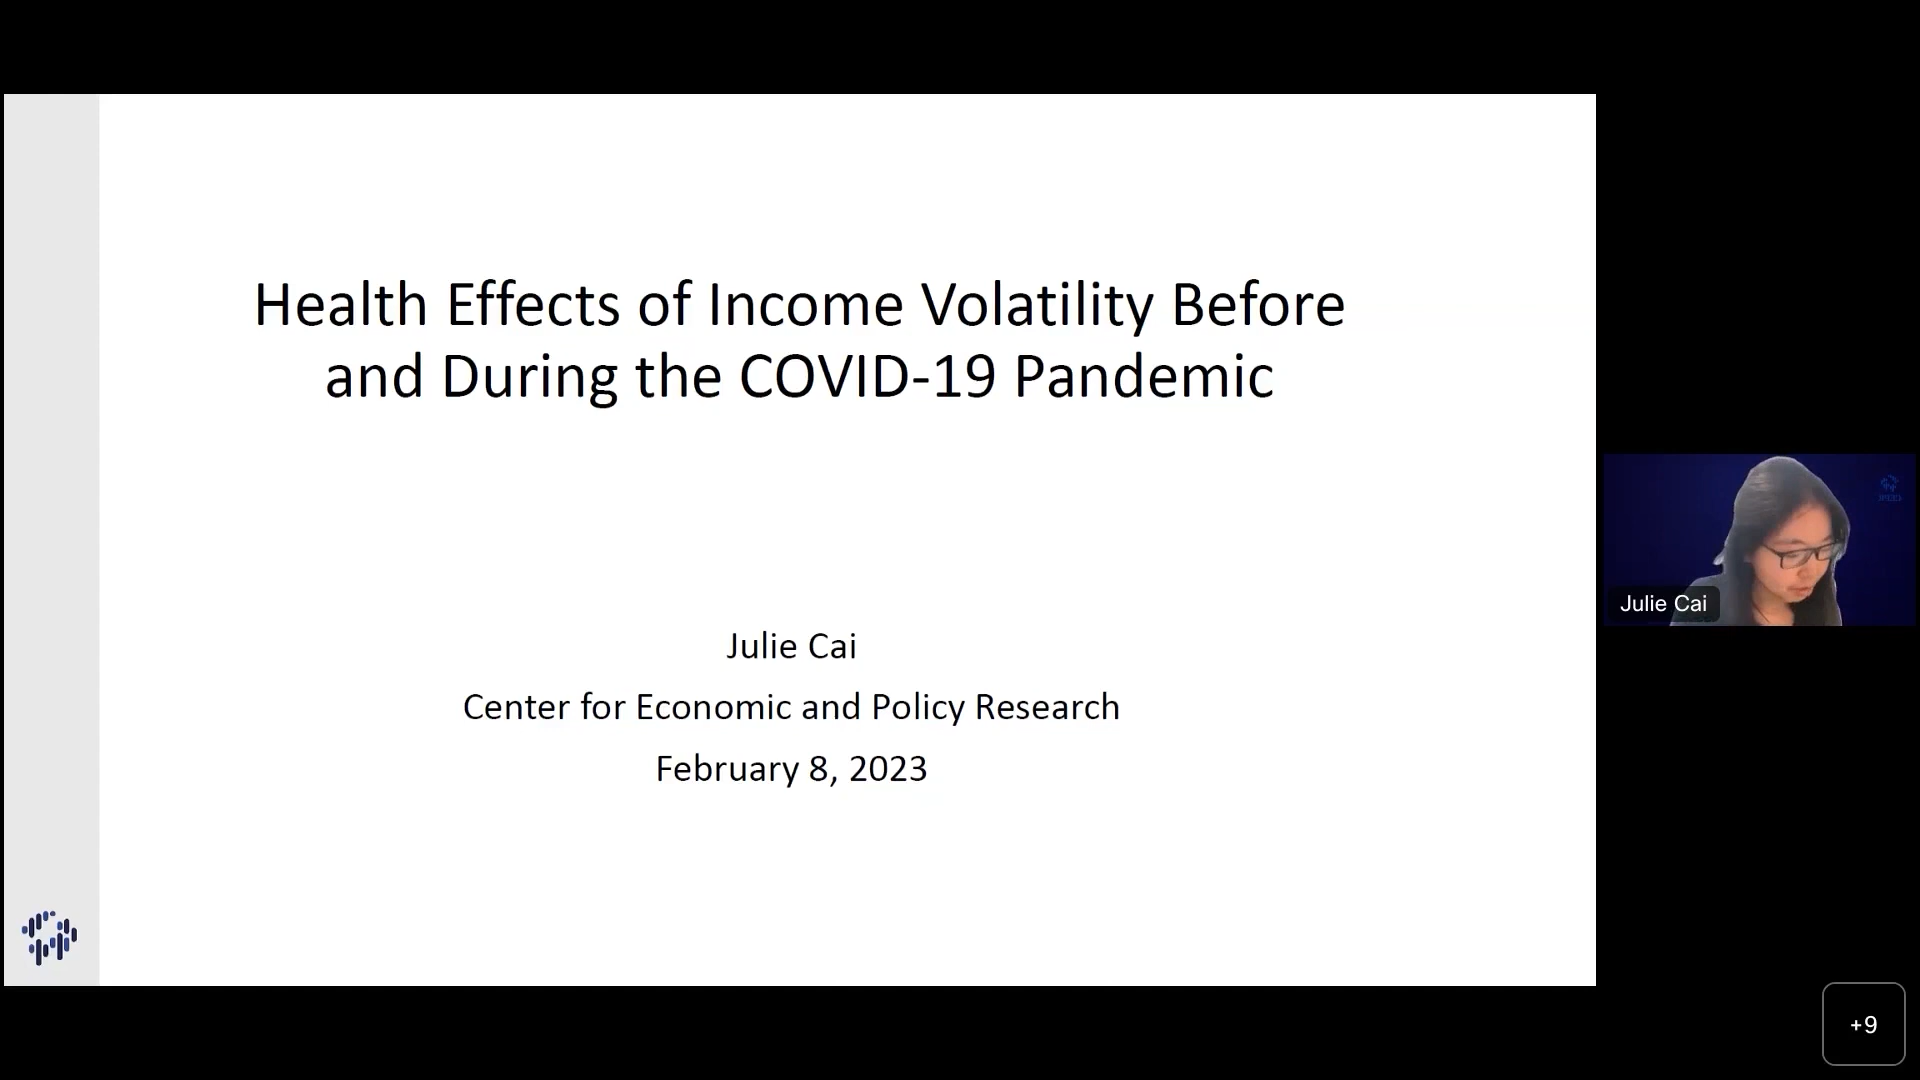 Health Effects of Income Volatility Before
and During the COVID-19 Pandemic
Julie Cai
Center for Economic and Policy Research
February 8, 2023
Julie Cai
+9